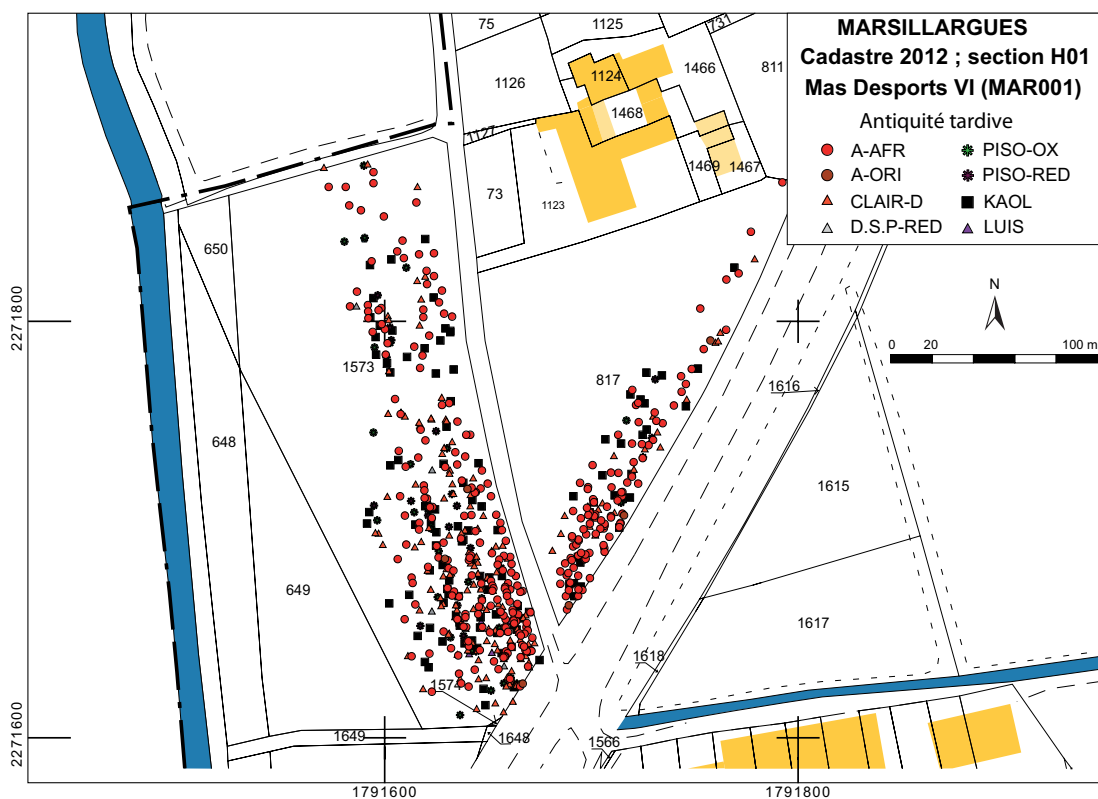 MARSILLARGUES
Cadastre 2012 ; section H01
Mas Desports VI (MAR001)
Antiquité tardive
A-AFR
PISO-OX
A-ORI
PISO-RED
CLAIR-D
KAOL
D.S.P-RED
LUIS
N
0 20 100 m
75
1125
731
1126
1124
1466
811
1468
1127
1469
1467
73
1123
650
2271800
1573
817
1616
648
1615
649
1617
1618
1574
1649
1648
1566
2271600
1791600
1791800